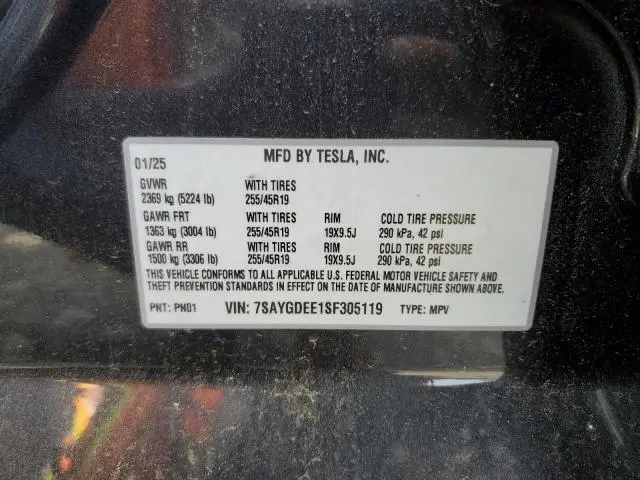 01/25 MFD BY TESLA, INC.
GVWR WITH TIRES
2369 kg (5224 lb) 255/45R19
GAWR FRT WITH TIRES RIM COLD TIRE PRESSURE
1363 kg (3004 lb) 255/45R19 19X9.5J 290 kPa, 42 psi
GAWR RR WITH TIRES RIM COLD TIRE PRESSURE
1500 kg (3306 lb) 255/45R19 19X9.5J 290 kPa, 42 psi
THIS VEHICLE CONFORMS TO ALL APPLICABLE U.S. FEDERAL MOTOR VEHICLE SAFETY AND
THEFT PREVENTION STANDARDS IN EFFECT ON THE DATE OF MANUFACTURE SHOWN ABOVE.
PNT: PN01 VIN: 7SAYGDEE1SF305119 TYPE: MPV